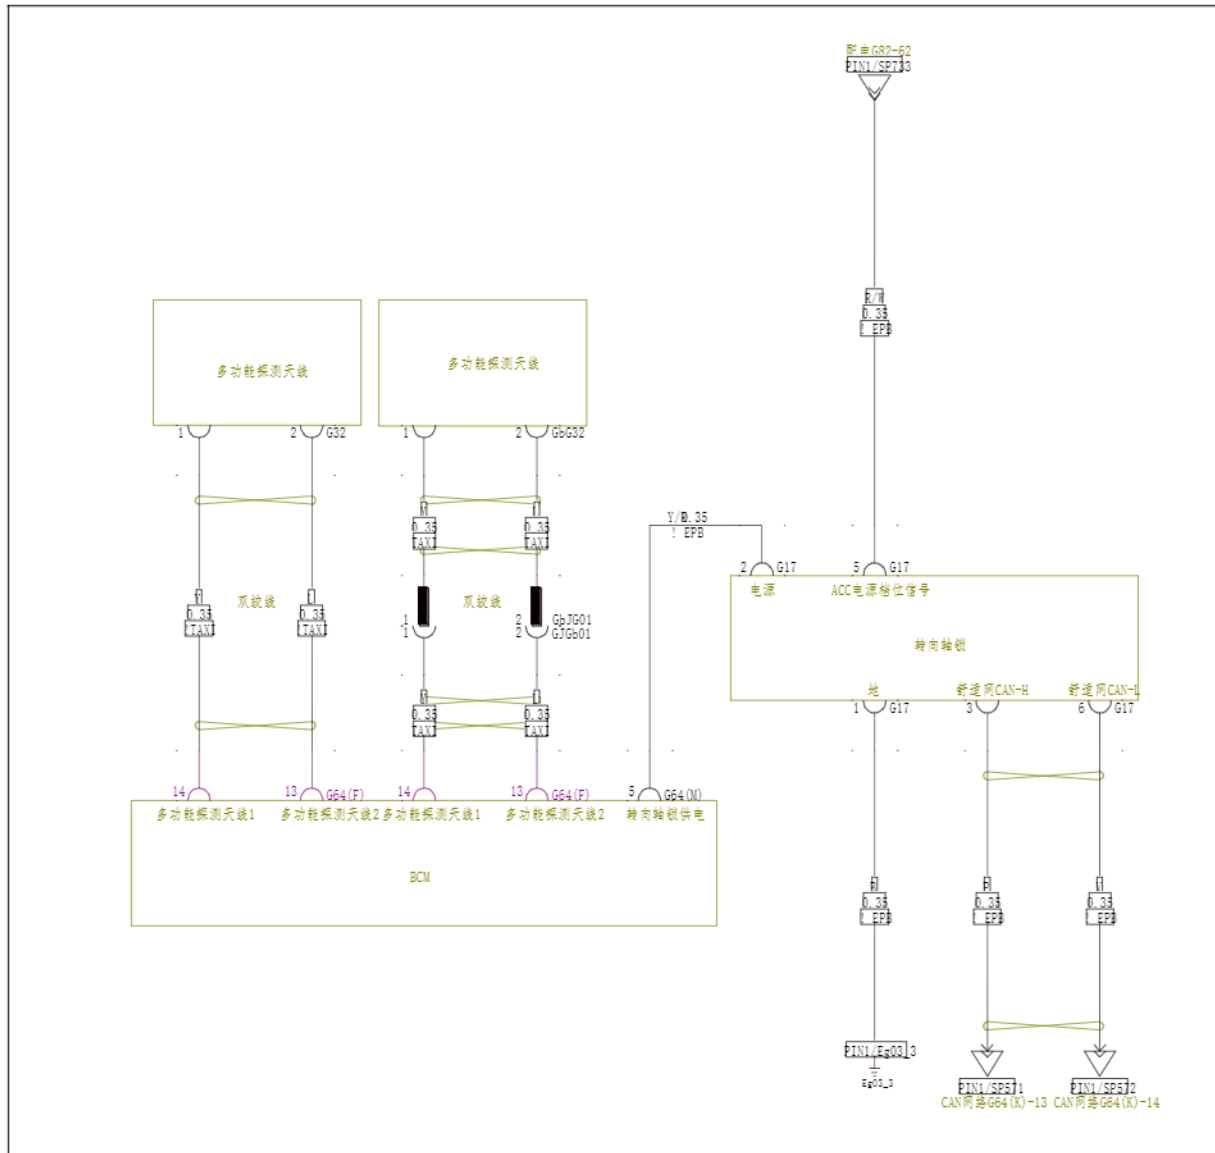 配电G82-62
PIN1/SP733
R/W
0.35
! EPB
多功能探测天线
多功能探测天线
1
2
G32
1
2
GbG32
0.35
TAXI
0.35
TAXI
Y/R
0.35
! EPB
2
G17
5
G17
电源
ACC电源档位信号
双绞线
双绞线
0.35
!TAXI
0.35
!TAXI
1
2
GbJG01
1
2
GJGb01
转向轴锁
地
舒适网CAN-H
舒适网CAN-L
1
G17
3
6
G17
0.35
TAXI
0.35
TAXI
14
13
G64(F)
14
13
G64(F)
5
G64(M)
多功能探测天线1
多功能探测天线2
多功能探测天线1
多功能探测天线2
转向轴锁供电
BCM
0.35
! EPB
P
0.35
! EPB
0.35
! EPB
PIN1/Eg03_3
Eg03_3
PIN1/SP571
PIN1/SP572
CAN网络G64(K)-13
CAN网络G64(K)-14